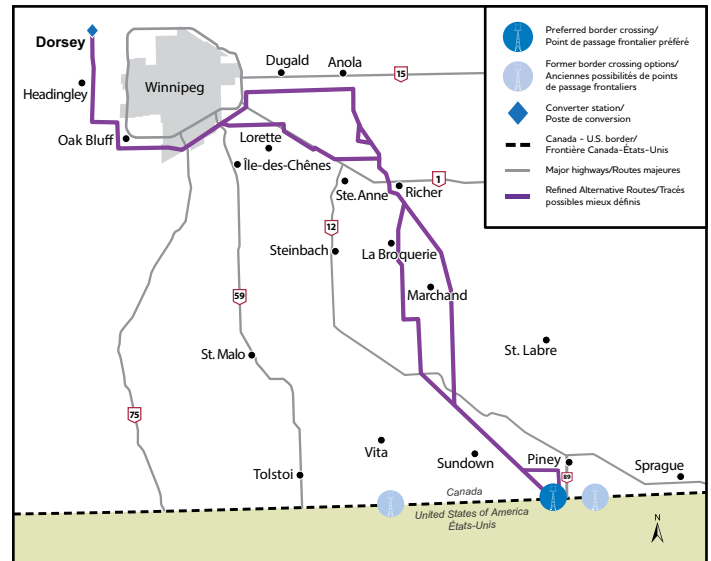 Dorsey
Headingley
Winnipeg
Dugald
Anola
15
Oak Bluff
Lorette
Île-des-Chênes
Ste. Anne
Richer
1
12
Steinbach
La Broquerie
Marchand
59
St. Malo
St. Labre
75
Vita
Sundown
Piney
89
Sprague
Tolstoi
Canada
United States of America
États-Unis
N
Preferred border crossing/
Point de passage frontalier préféré
Former border crossing options/
Anciennes possibilités de points
de passage frontaliers
Converter station/
Poste de conversion
Canada - U.S. border/
Frontière Canada-États-Unis
Major highways/Routes majeures
Refined Alternative Routes/Tracés
possibles mieux définis